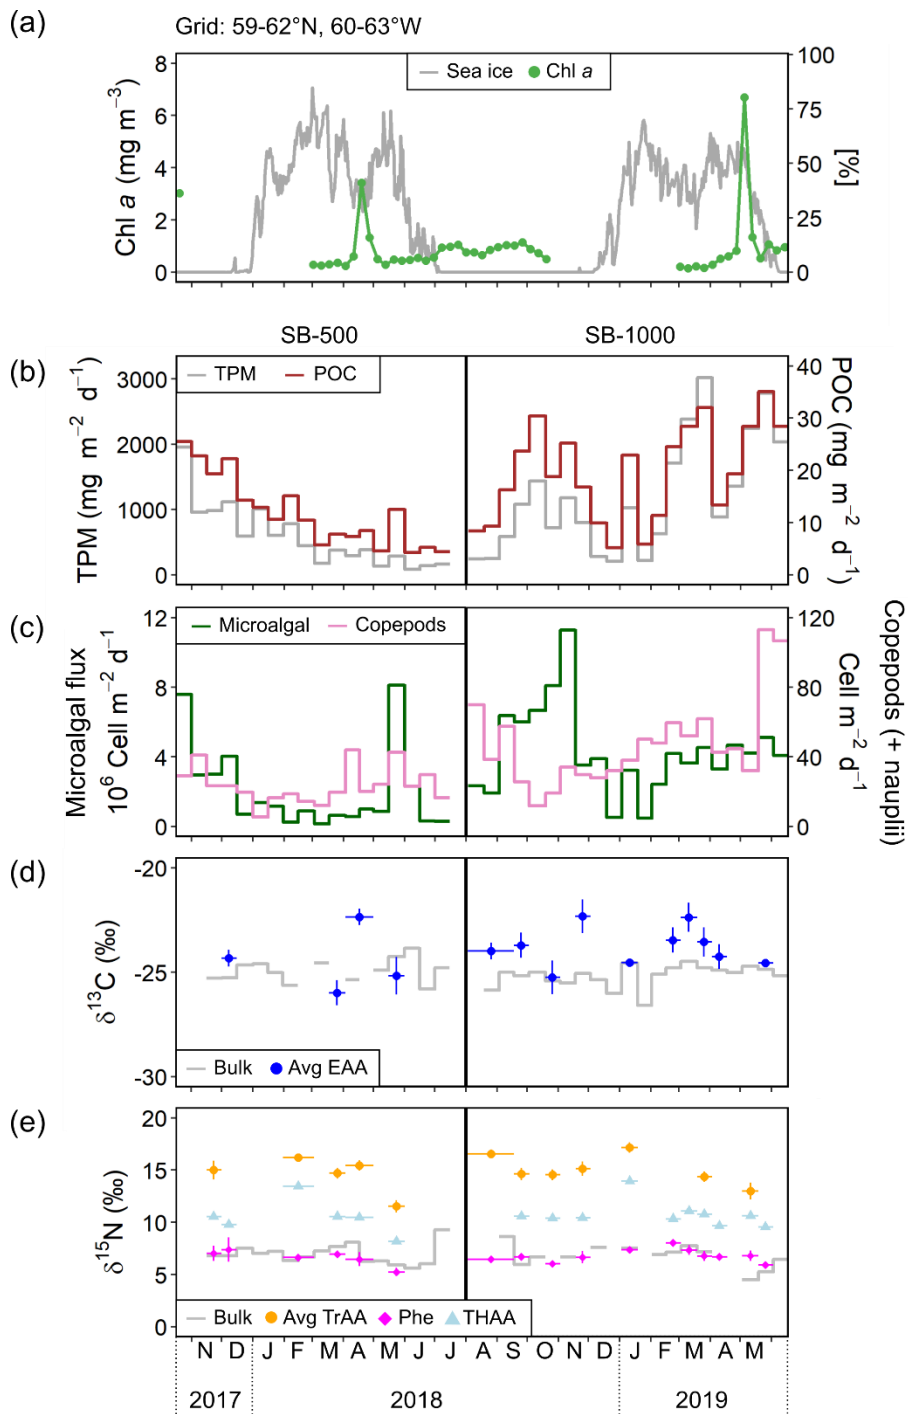 (a)
Grid: 59-62°N, 60-63°W
Chl a (mg m−3)
8
6
4
2
0
Sea ice
Chl a
100
75
50
25
0
[%]
SB-500
SB-1000
(b)
TPM (mg m−2 d−1)
3000
2000
1000
0
TPM
POC
40
30
20
10
0
POC (mg m−2 d−1)
(c)
Microalgal flux
10^6 Cell m−2 d−1
12
8
4
0
Microalgal
Copepods
120
80
40
0
Cell m−2 d−1
Copepods (+ nauplii)
(d)
δ13C (‰)
-20
-25
-30
Bulk
Avg EAA
(e)
δ15N (‰)
20
15
10
5
0
Bulk
Avg TrAA
Phe
THAA
N D J F M A M J J A S O N D J F M A M
2017
2018
2019